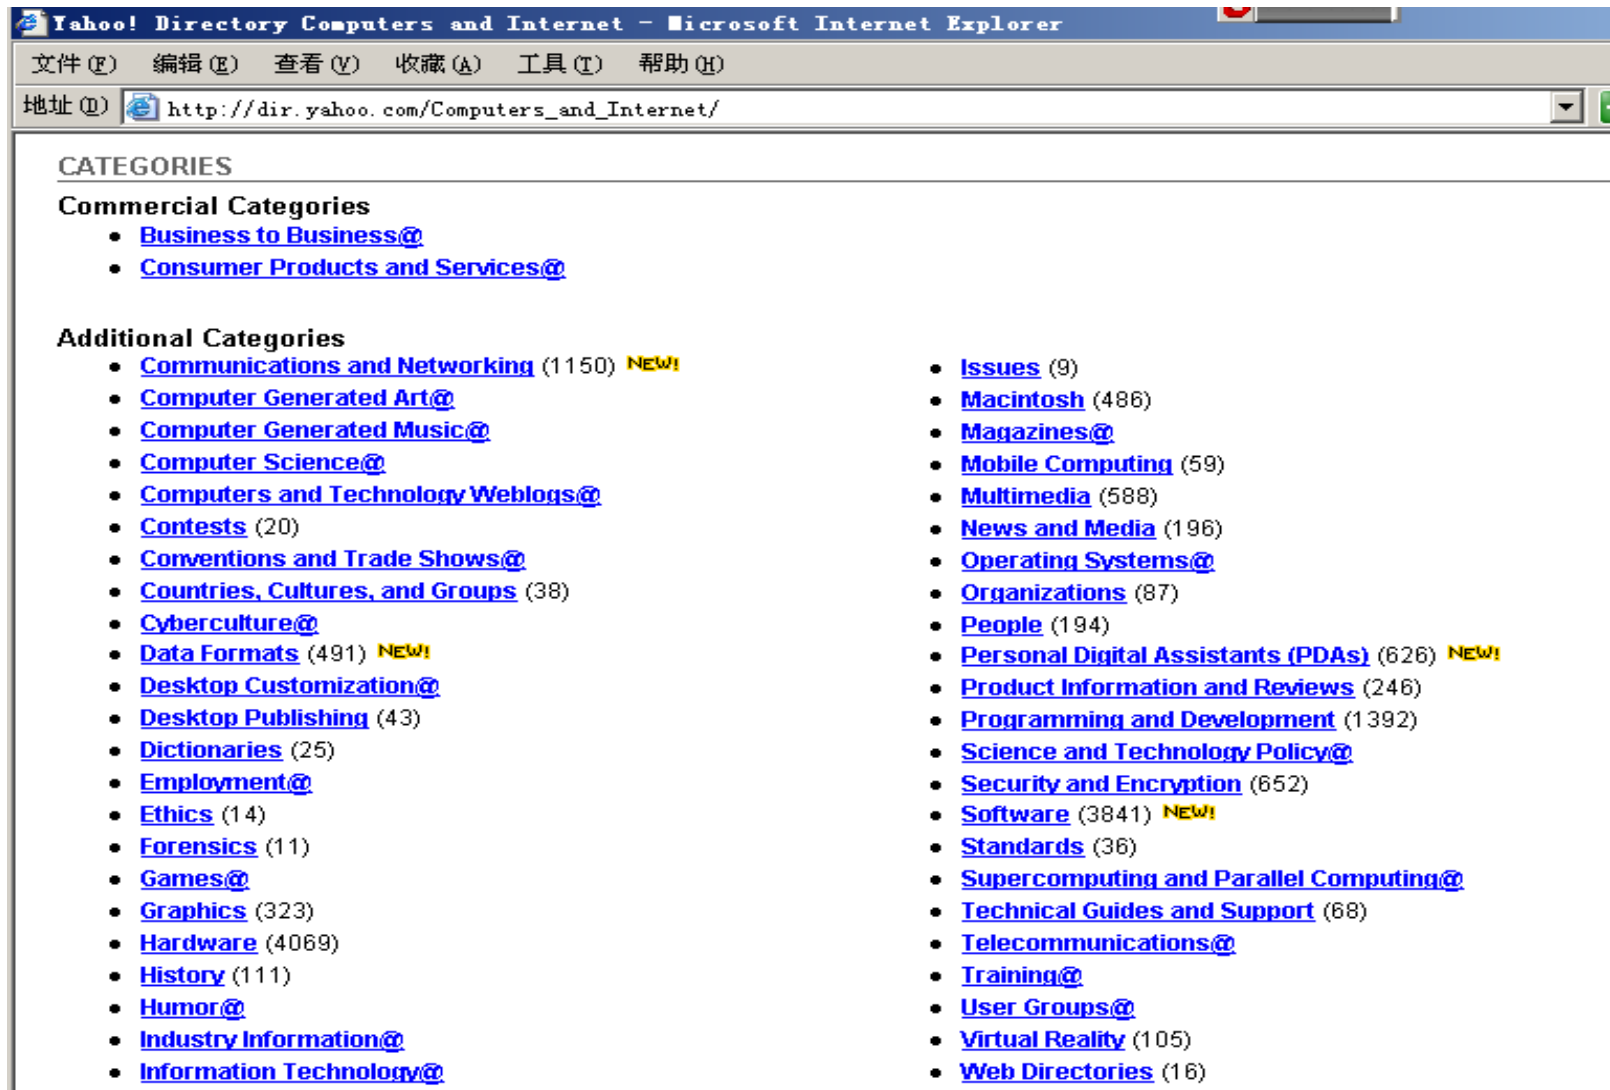 Yahoo! Directory Computers and Internet - Microsoft Internet Explorer
文件(F) 编辑(E) 查看(V) 收藏(A) 工具(T) 帮助(H)
地址(D) http://dir.yahoo.com/Computers_and_Internet/
CATEGORIES
Commercial Categories
Business to Business@
Consumer Products and Services@
Additional Categories
Communications and Networking (1150) NEW!
Computer Generated Art@
Computer Generated Music@
Computer Science@
Computers and Technology Weblogs@
Contests (20)
Conventions and Trade Shows@
Countries, Cultures, and Groups (38)
Cyberculture@
Data Formats (491) NEW!
Desktop Customization@
Desktop Publishing (43)
Dictionaries (25)
Employment@
Ethics (14)
Forensics (11)
Games@
Graphics (323)
Hardware (4069)
History (111)
Humor@
Industry Information@
Information Technology@
Issues (9)
Macintosh (486)
Magazines@
Mobile Computing (59)
Multimedia (588)
News and Media (196)
Operating Systems@
Organizations (87)
People (194)
Personal Digital Assistants (PDAs) (626) NEW!
Product Information and Reviews (246)
Programming and Development (1392)
Science and Technology Policy@
Security and Encryption (652)
Software (3841) NEW!
Standards (36)
Supercomputing and Parallel Computing@
Technical Guides and Support (68)
Telecommunications@
Training@
User Groups@
Virtual Reality (105)
Web Directories (16)